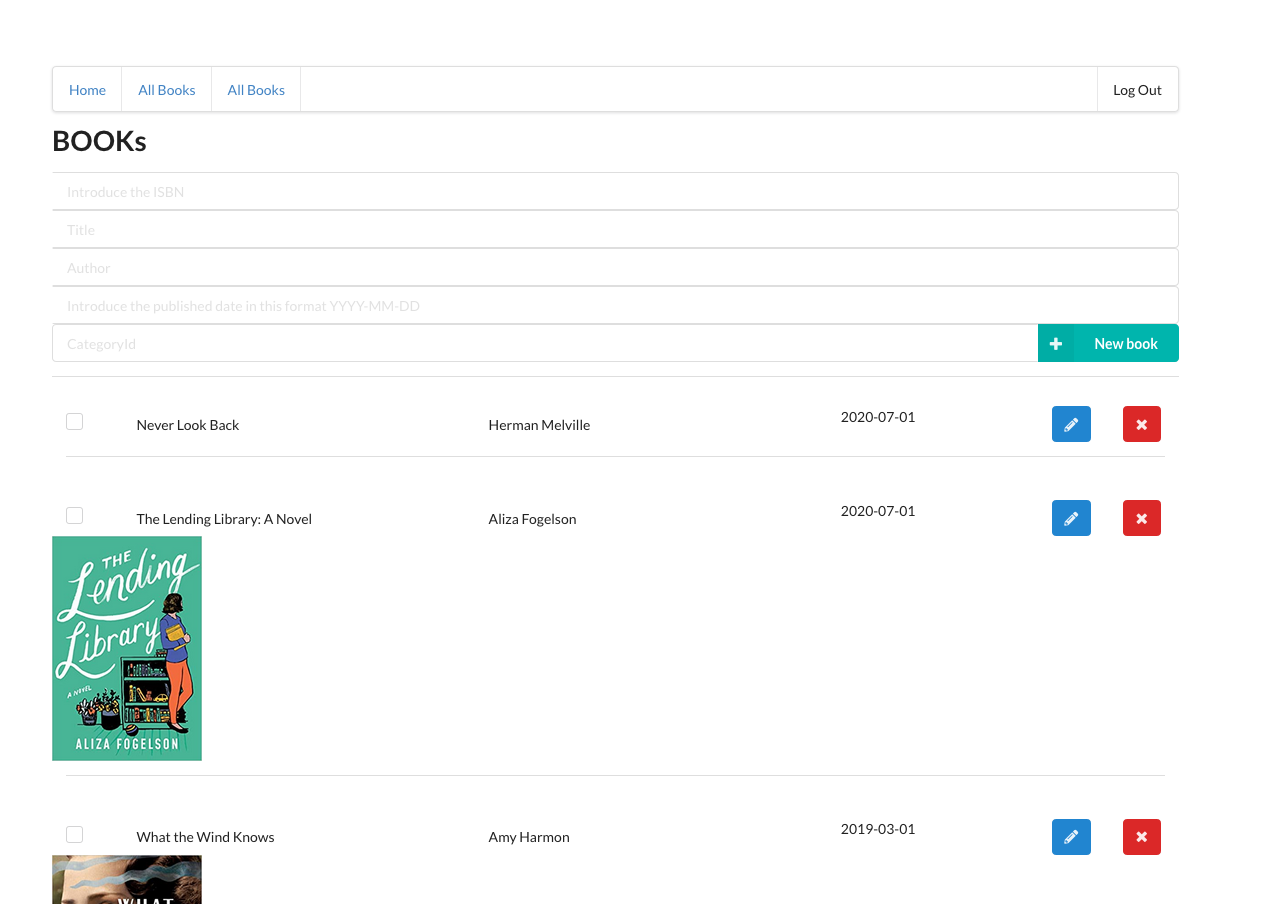 Home All Books All Books Log Out
BOOKs
Introduce the ISBN
Title
Author
Introduce the published date in this format YYYY-MM-DD
CategoryId New book
Never Look Back Herman Melville 2020-07-01
The Lending Library: A Novel Aliza Fogelson 2020-07-01
THE
Lending
Library
A NOVEL
ALIZA FOGELSON
What the Wind Knows Amy Harmon 2019-03-01
WHAT